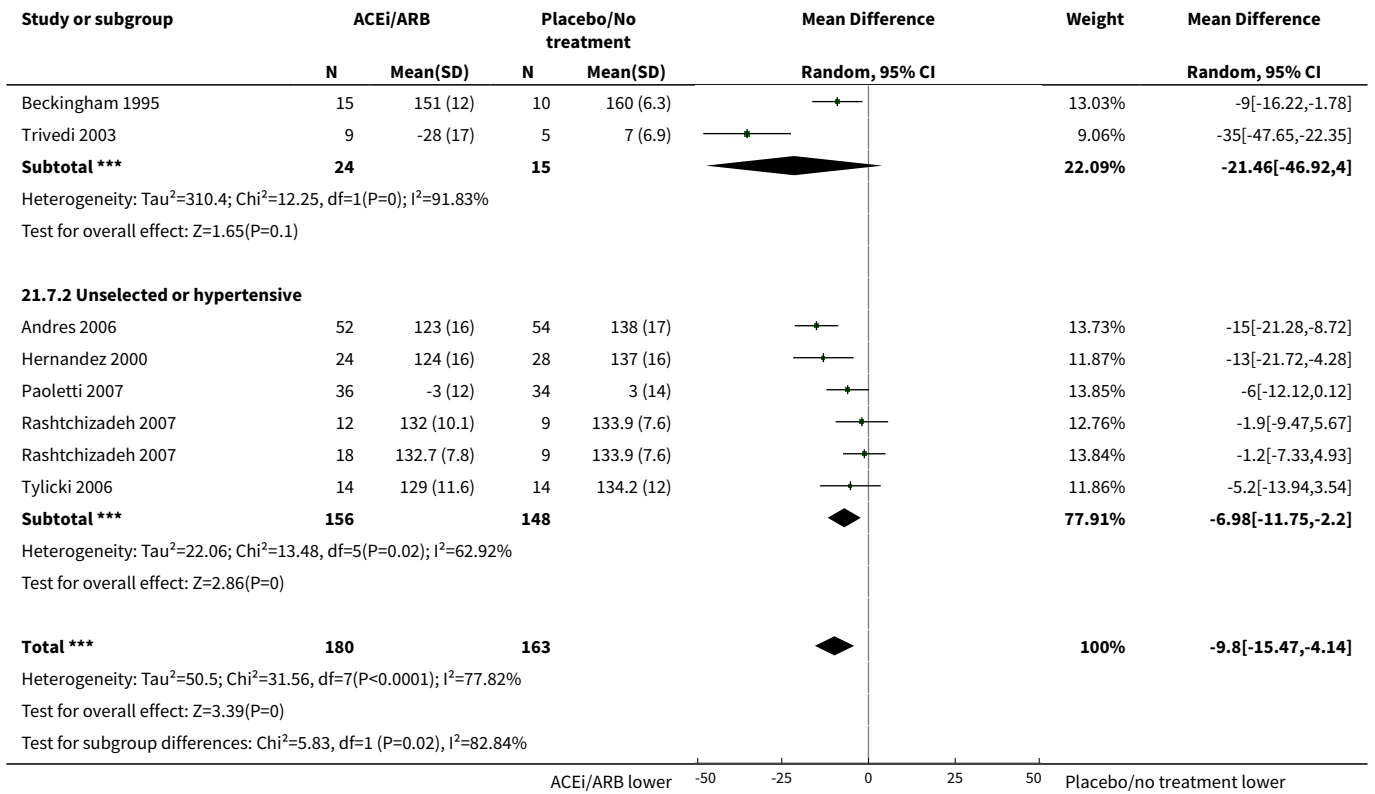 Study or subgroup ACEi/ARB Placebo/No treatment Mean Difference Weight Mean Difference
N Mean(SD) N Mean(SD) Random, 95% CI Random, 95% CI
Beckingham 1995 15 151 (12) 10 160 (6.3) 13.03% -9[-16.22,-1.78]
Trivedi 2003 9 -28 (17) 5 7 (6.9) 9.06% -35[-47.65,-22.35]
Subtotal *** 24 15 22.09% -21.46[-46.92,4]
Heterogeneity: Tau²=310.4; Chi²=12.25, df=1(P=0); I²=91.83%
Test for overall effect: Z=1.65(P=0.1)
21.7.2 Unselected or hypertensive
Andres 2006 52 123 (16) 54 138 (17) 13.73% -15[-21.28,-8.72]
Hernandez 2000 24 124 (16) 28 137 (16) 11.87% -13[-21.72,-4.28]
Paoletti 2007 36 -3 (12) 34 3 (14) 13.85% -6[-12.12,0.12]
Rashtchizadeh 2007 12 132 (10.1) 9 133.9 (7.6) 12.76% -1.9[-9.47,5.67]
Rashtchizadeh 2007 18 132.7 (7.8) 9 133.9 (7.6) 13.84% -1.2[-7.33,4.93]
Tylicki 2006 14 129 (11.6) 14 134.2 (12) 11.86% -5.2[-13.94,3.54]
Subtotal *** 156 148 77.91% -6.98[-11.75,-2.2]
Heterogeneity: Tau²=22.06; Chi²=13.48, df=5(P=0.02); I²=62.92%
Test for overall effect: Z=2.86(P=0)
Total *** 180 163 100% -9.8[-15.47,-4.14]
Heterogeneity: Tau²=50.5; Chi²=31.56, df=7(P<0.0001); I²=77.82%
Test for overall effect: Z=3.39(P=0)
Test for subgroup differences: Chi²=5.83, df=1 (P=0.02), I²=82.84%
ACEi/ARB lower -50 -25 0 25 50 Placebo/no treatment lower